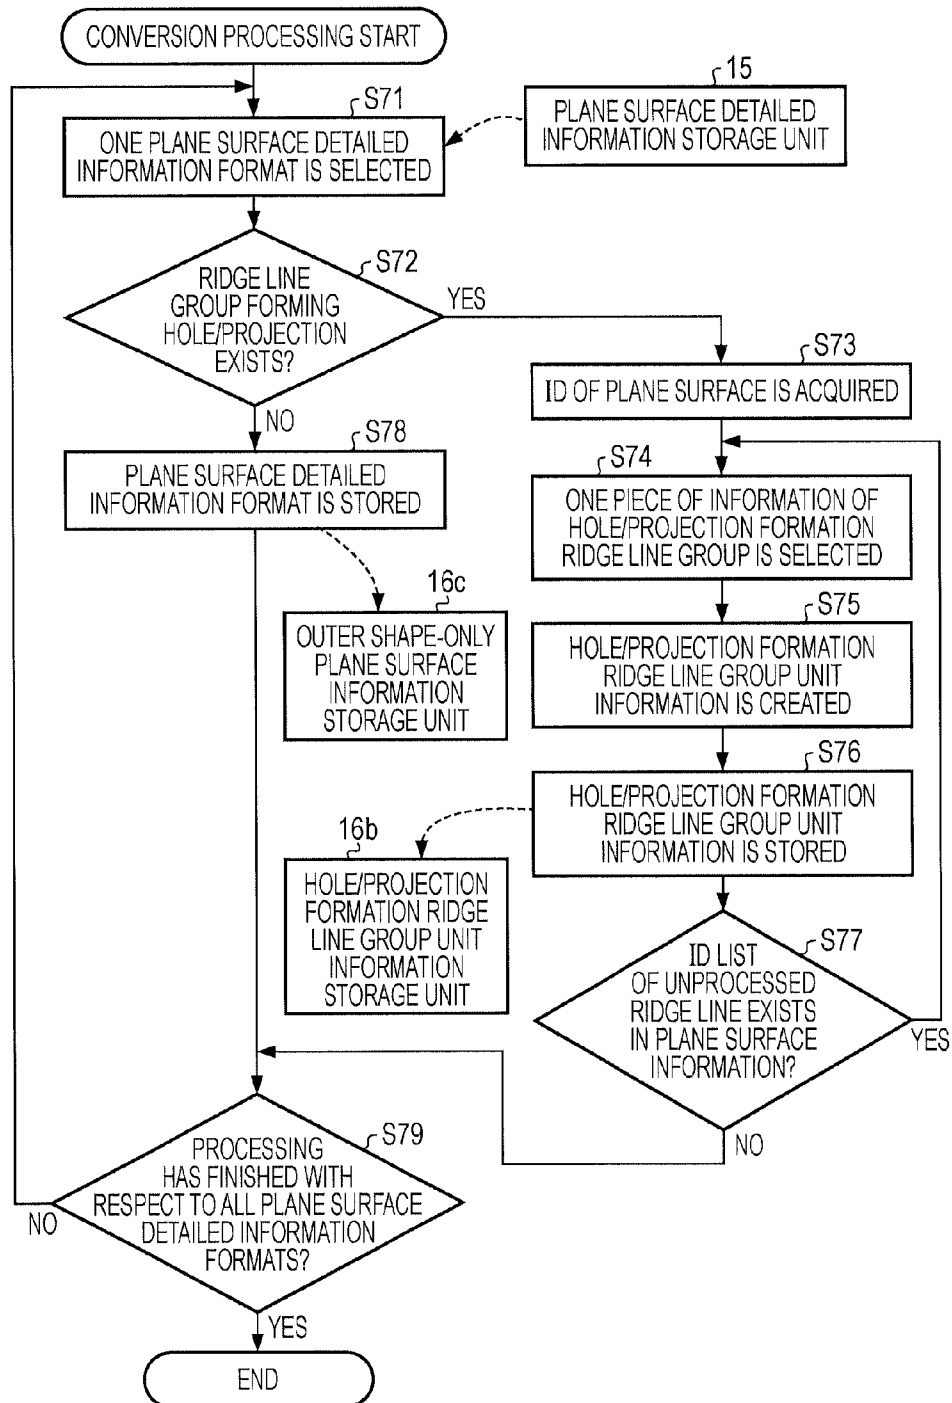 CONVERSION PROCESSING START
S71
ONE PLANE SURFACE DETAILED
INFORMATION FORMAT IS SELECTED
15
PLANE SURFACE DETAILED
INFORMATION STORAGE UNIT
S72
RIDGE LINE
GROUP FORMING
HOLE/PROJECTION
EXISTS?
YES
NO
S73
ID OF PLANE SURFACE IS ACQUIRED
S78
PLANE SURFACE DETAILED
INFORMATION FORMAT IS STORED
S74
ONE PIECE OF INFORMATION OF
HOLE/PROJECTION FORMATION
RIDGE LINE GROUP IS SELECTED
16c
OUTER SHAPE-ONLY
PLANE SURFACE
INFORMATION
STORAGE UNIT
S75
HOLE/PROJECTION FORMATION
RIDGE LINE GROUP UNIT
INFORMATION IS CREATED
S76
HOLE/PROJECTION FORMATION
RIDGE LINE GROUP UNIT
INFORMATION IS STORED
16b
HOLE/PROJECTION
FORMATION RIDGE
LINE GROUP UNIT
INFORMATION
STORAGE UNIT
S77
ID LIST
OF UNPROCESSED
RIDGE LINE EXISTS
IN PLANE SURFACE
INFORMATION?
YES
NO
S79
PROCESSING
HAS FINISHED WITH
RESPECT TO ALL PLANE SURFACE
DETAILED INFORMATION
FORMATS?
NO
YES
END